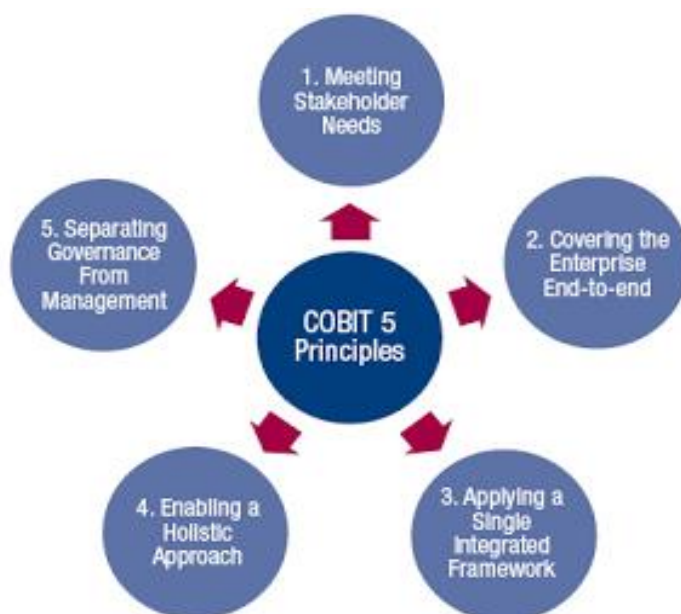 1. Meeting
Stakeholder
Needs
2. Covering the
Enterprise
End-to-end
3. Applying a
Single
Integrated
Framework
4. Enabling a
Holistic
Approach
5. Separating
Governance
From
Management
COBIT 5
Principles